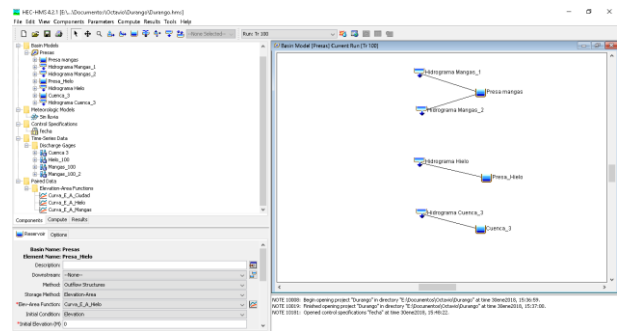 HEC-HMS 4.2.1 [E:\...\Documentos\Octavio\Durango\Durango.hms]
File Edit View Components Parameters Compute Results Tools Help
--None Selected-- Run: Tr 100
Basin Models
Presas
Presa mangas
Hidrograma Mangas_1
Hidrograma Mangas_2
Presa_Hielo
Hidrograma Hielo
Cuenca_3
Hidrograma Cuenca_3
Meteorologic Models
Sin lluvia
Control Specifications
fecha
Time-Series Data
Discharge Gages
Cuenca 3
Hielo_100
Mangas_100
Mangas_100_2
Paired Data
Elevation-Area Functions
Curva_E_A_Ciudad
Curva_E_A_Hielo
Curva_E_A_Mangas
Components Compute Results
Reservoir Options
Basin Name: Presas
Element Name: Presa_Hielo
Description:
Downstream: --None--
Method: Outflow Structures
Storage Method: Elevation-Area
*Elev-Area Function: Curva_E_A_Hielo
Initial Condition: Elevation
*Initial Elevation (M) 0
Basin Model [Presas] Current Run [Tr 100]
Hidrograma Mangas_1
Presa mangas
Hidrograma Mangas_2
Hidrograma Hielo
Presa_Hielo
Hidrograma Cuenca_3
Cuenca_3
NOTE 10008: Begin opening project "Durango" in directory "E:\Documentos\Octavio\Durango" at time 30ene2018, 15:36:59.
NOTE 10019: Finished opening project "Durango" in directory "E:\Documentos\Octavio\Durango" at time 30ene2018, 15:37:00.
NOTE 10181: Opened control specifications "fecha" at time 30ene2018, 15:40:22.